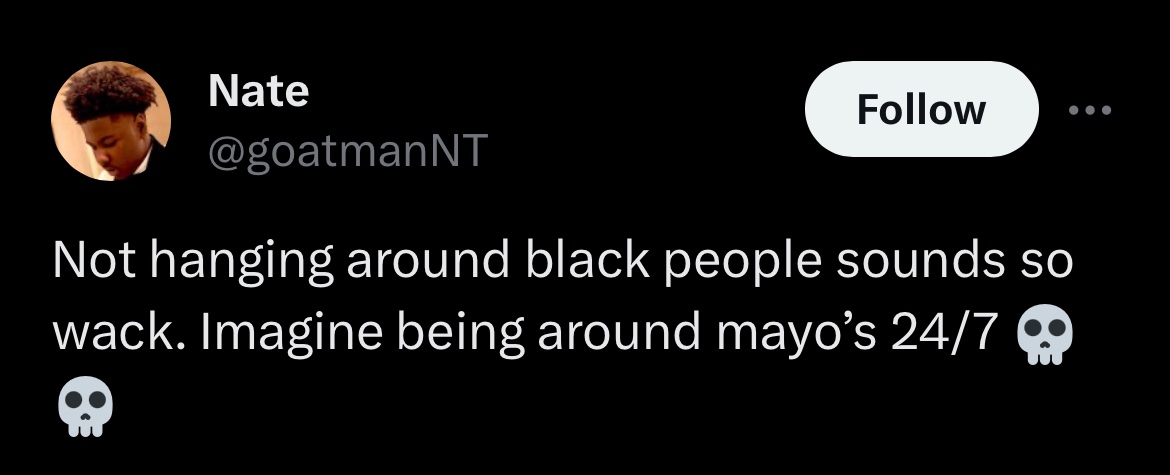 Nate
@goatmanNT
Follow
Not hanging around black people sounds so
wack. Imagine being around mayo’s 24/7 💀
💀